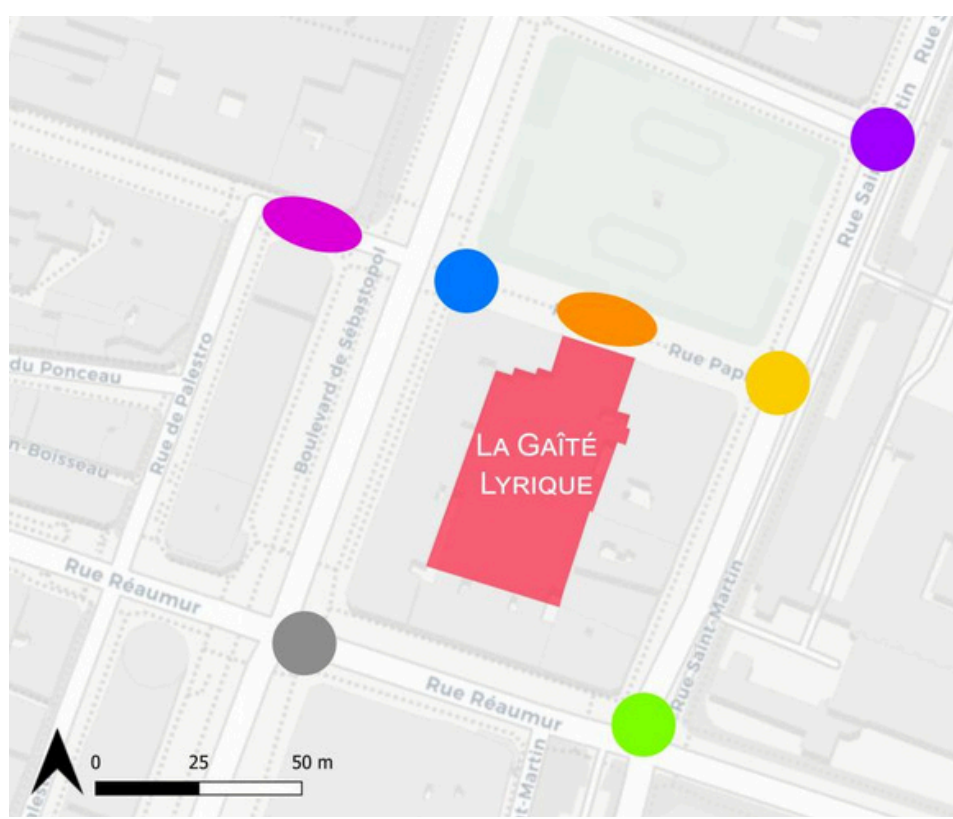 Rue S
Rue Saint-Martin
Boulevard de Sébastopol
Rue Pap
du Ponceau
Rue de Palestro
n-Boisseau
LA GAÎTÉ
LYRIQUE
Rue Réaumur
Rue Saint-Martin
Rue Réaumur
t-Martin
0 25 50 m